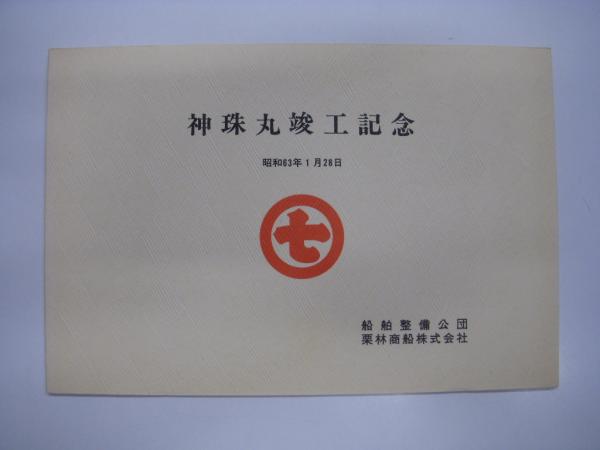 神珠丸竣工記念
昭和63年1月28日
七
船舶整備公団
栗林商船株式会社